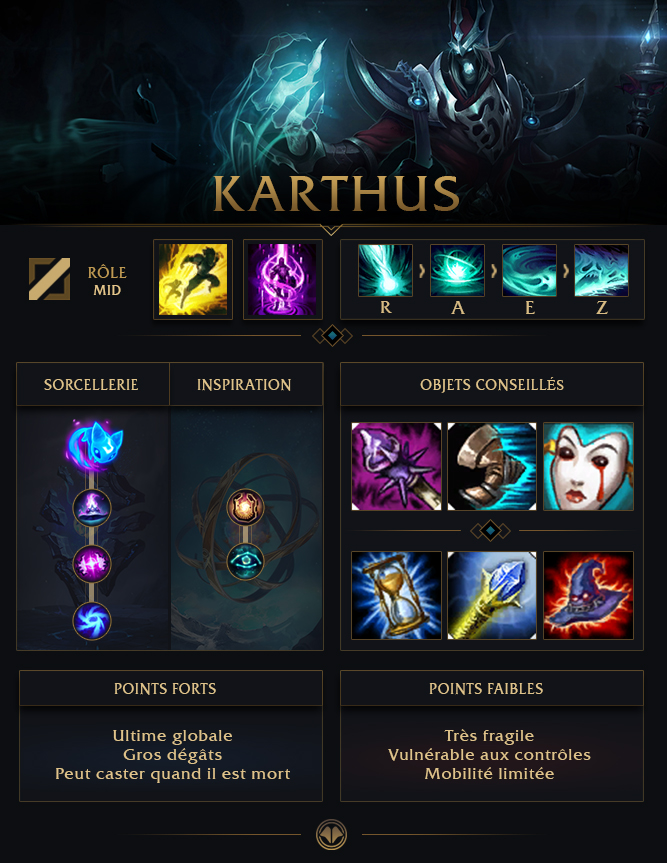 KARTHUS
RÔLE
MID
R
A
E
Z
SORCELLERIE
INSPIRATION
OBJETS CONSEILLÉS
POINTS FORTS
Ultime globale
Gros dégâts
Peut caster quand il est mort
POINTS FAIBLES
Très fragile
Vulnérable aux contrôles
Mobilité limitée